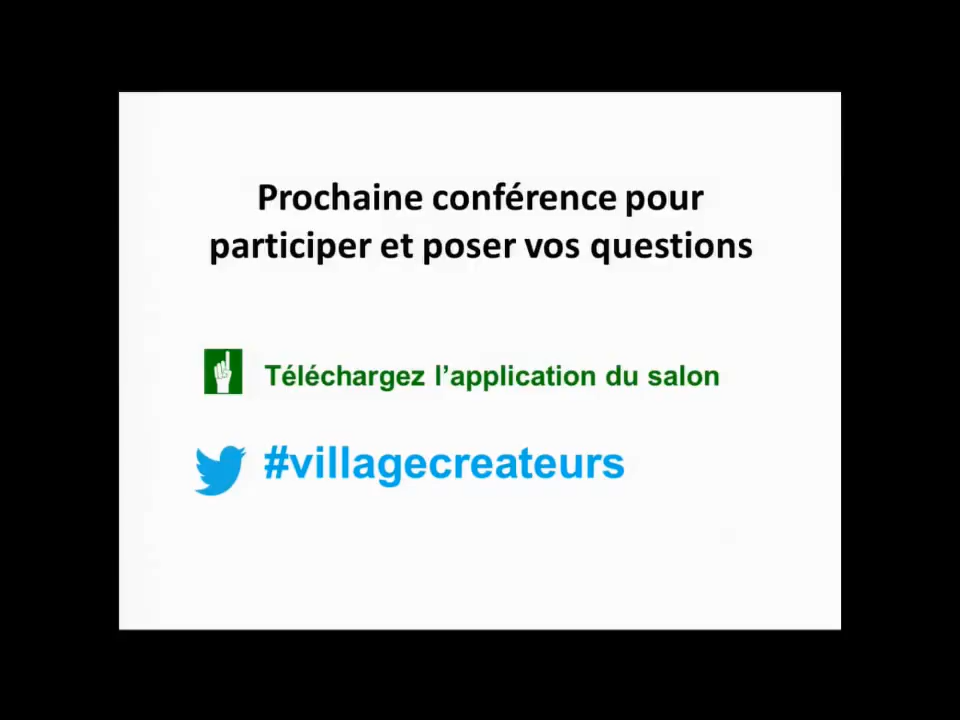 Prochaine conférence pour
participer et poser vos questions
Téléchargez l’application du salon
#villagecreateurs